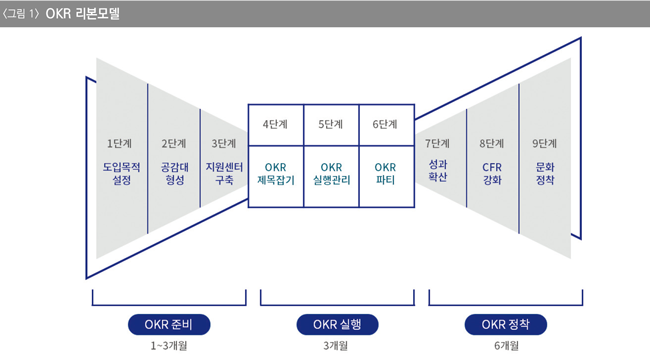 〈그림 1〉 OKR 리본모델
1단계
도입목적
설정
2단계
공감대
형성
3단계
지원센터
구축
4단계
OKR
제목잡기
5단계
OKR
실행관리
6단계
OKR
파티
7단계
성과
확산
8단계
CFR
강화
9단계
문화
정착
OKR 준비
1~3개월
OKR 실행
3개월
OKR 정착
6개월